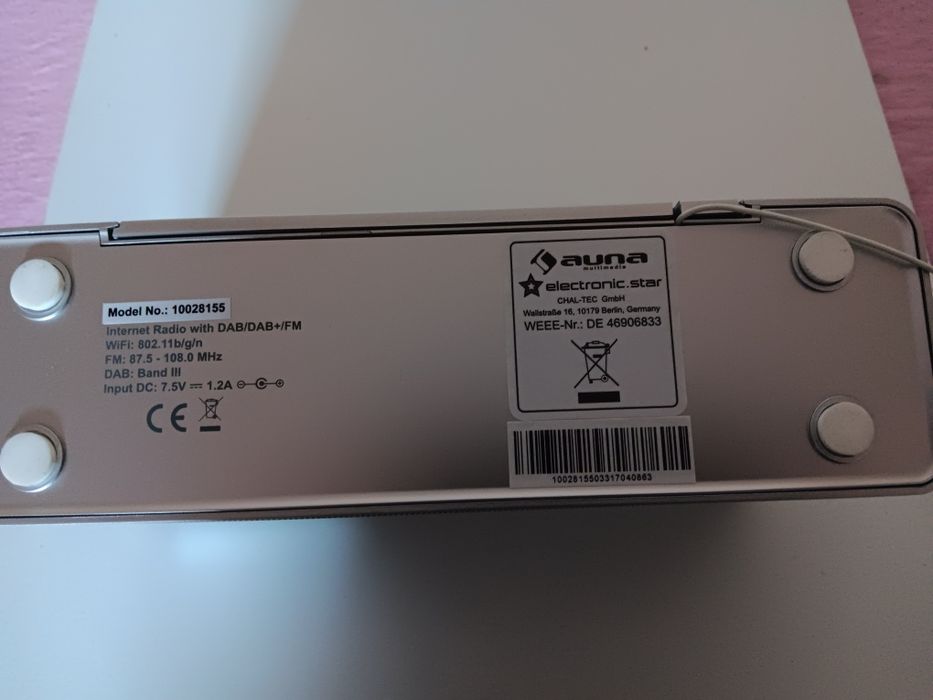 Model No.: 10028155
Internet Radio with DAB/DAB+/FM
WiFi: 802.11b/g/n
FM: 87.5 - 108.0 MHz
DAB: Band III
Input DC: 7.5V ⎓ 1.2A
CE
auna
multimedia
electronic.star
CHAL-TEC GmbH
Wallstraße 16, 10179 Berlin, Germany
WEEE-Nr.: DE 46906833
1002815503317040863